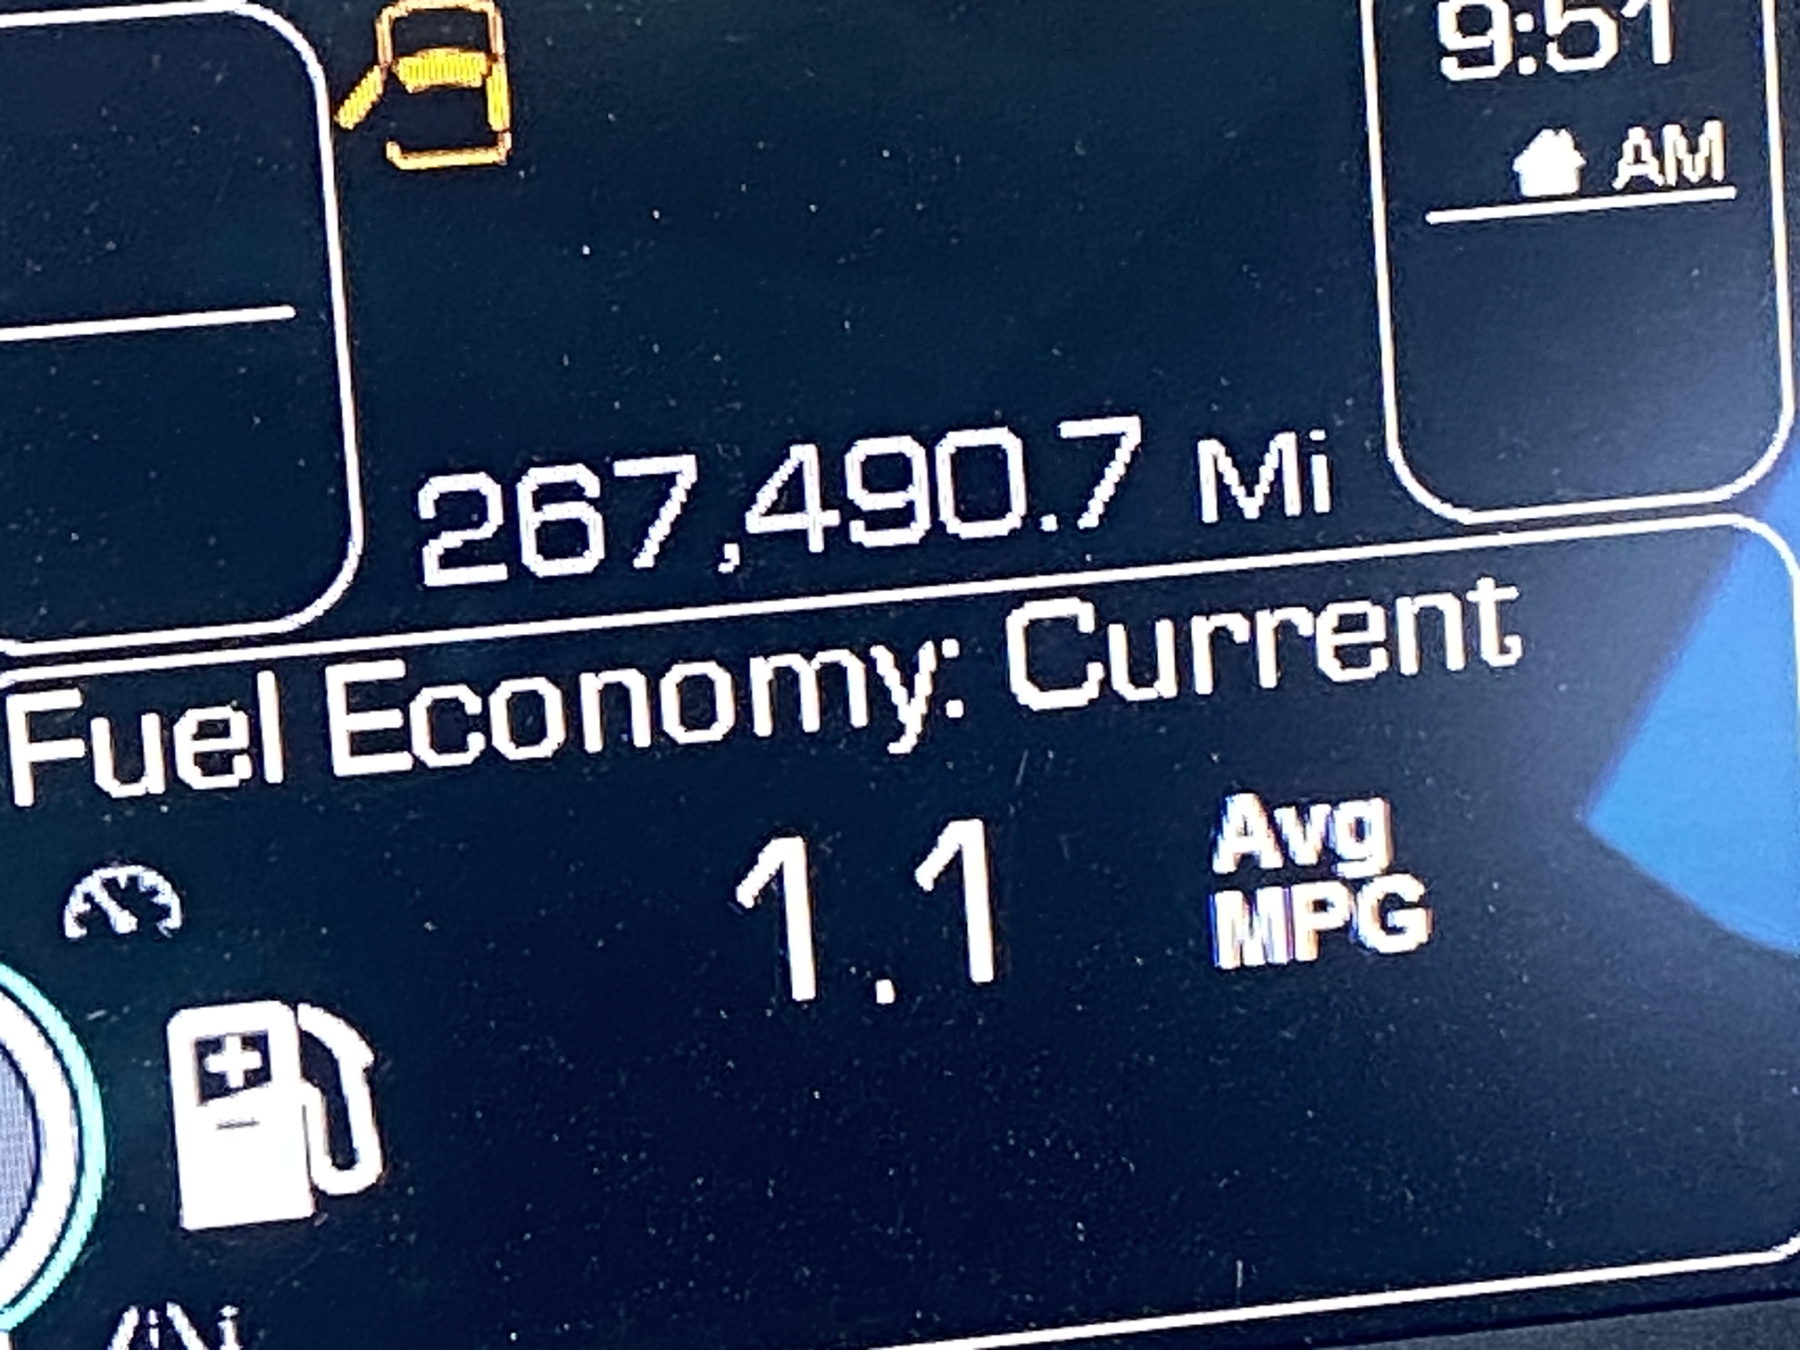 9:51
AM
267,490.7 Mi
Fuel Economy: Current
1.1 Avg
MPG